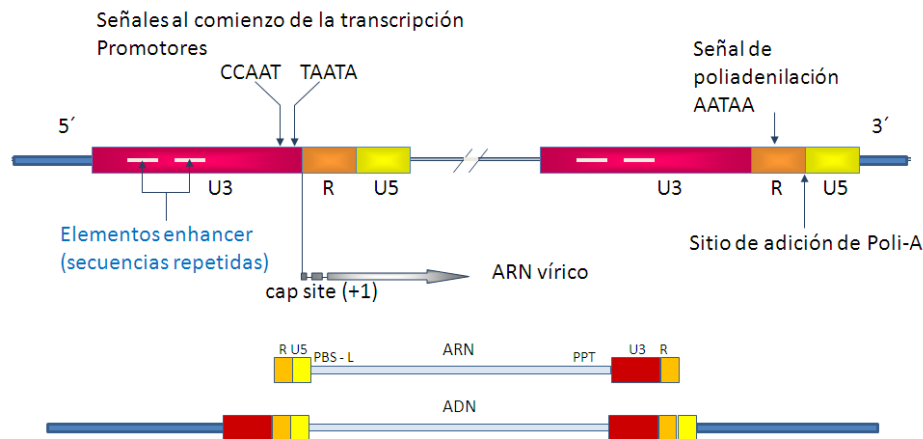 Señales al comienzo de la transcripción
Promotores
CCAAT TAATA
Señal de
poliadenilación
AATAA
5´
3´
U3 R U5
U3 R U5
Elementos enhancer
(secuencias repetidas)
Sitio de adición de Poli-A
ARN vírico
cap site (+1)
R U5 PBS - L ARN PPT U3 R
ADN